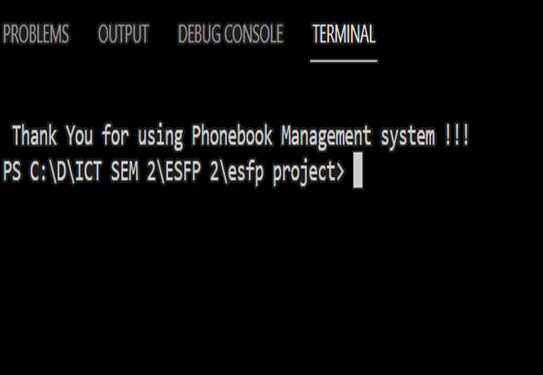 PROBLEMS OUTPUT DEBUG CONSOLE TERMINAL
Thank You for using Phonebook Management system !!!
PS C:\D\ICT SEM 2\ESFP 2\esfp project>